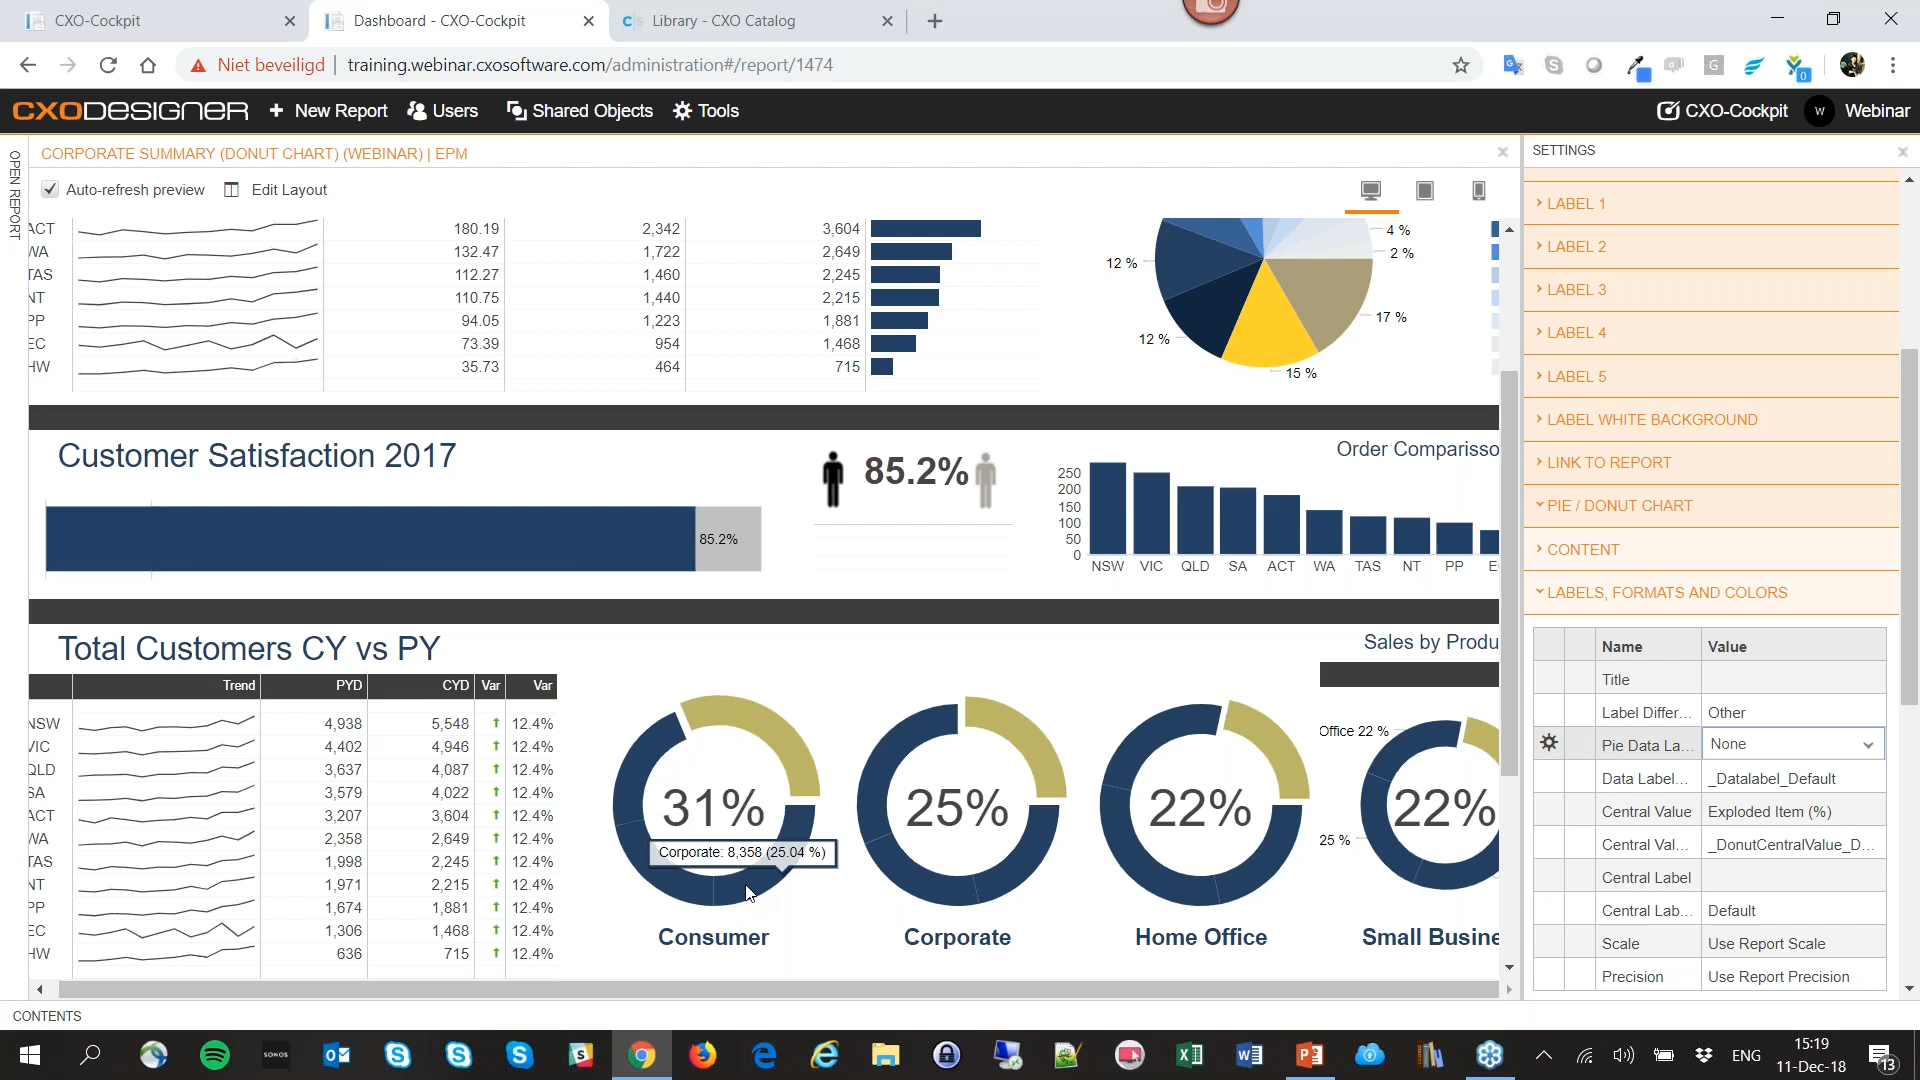 CXO-Cockpit
Dashboard - CXO-Cockpit
Library - CXO Catalog
Niet beveiligd
training.webinar.cxosoftware.com/administration#/report/1474
0
CXODESIGNER
New Report
Users
Shared Objects
Tools
CXO-Cockpit
W
Webinar
OPEN REPORT
CORPORATE SUMMARY (DONUT CHART) (WEBINAR) | EPM
SETTINGS
Auto-refresh preview
Edit Layout
ACT 180.19 2,342 3,604
WA 132.47 1,722 2,649
TAS 112.27 1,460 2,245
NT 110.75 1,440 2,215
PP 94.05 1,223 1,881
EC 73.39 954 1,468
HW 35.73 464 715
4 %
2 %
12 %
17 %
12 %
15 %
Customer Satisfaction 2017
85.2%
85.2%
Order Comparisso
250
200
150
100
50
0
NSW VIC QLD SA ACT WA TAS NT PP E
Total Customers CY vs PY
Trend PYD CYD Var Var
NSW 4,938 5,548 12.4%
VIC 4,402 4,946 12.4%
QLD 3,637 4,087 12.4%
SA 3,579 4,022 12.4%
ACT 3,207 3,604 12.4%
WA 2,358 2,649 12.4%
TAS 1,998 2,245 12.4%
NT 1,971 2,215 12.4%
PP 1,674 1,881 12.4%
EC 1,306 1,468 12.4%
HW 636 715 12.4%
31%
Corporate: 8,358 (25.04 %)
Consumer
25%
Corporate
22%
Home Office
Sales by Produ
Office 22 %
25 %
22%
Small Busine
LABEL 1
LABEL 2
LABEL 3
LABEL 4
LABEL 5
LABEL WHITE BACKGROUND
LINK TO REPORT
PIE / DONUT CHART
CONTENT
LABELS, FORMATS AND COLORS
Name Value
Title
Label Differ... Other
Pie Data La... None
Data Label... _Datalabel_Default
Central Value Exploded Item (%)
Central Val... _DonutCentralValue_D...
Central Label
Central Lab... Default
Scale Use Report Scale
Precision Use Report Precision
CONTENTS
SONOS
ENG
15:19
11-Dec-18
13